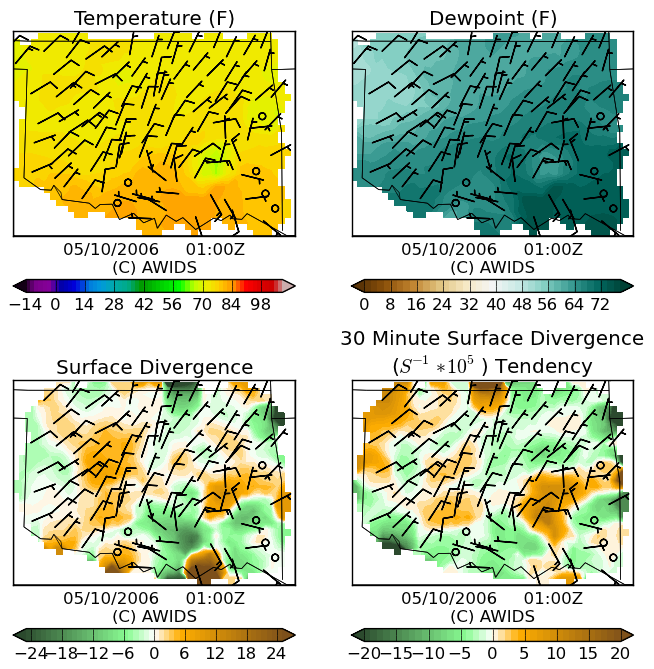 Temperature (F)
Dewpoint (F)
05/10/2006 01:00Z
(C) AWIDS
05/10/2006 01:00Z
(C) AWIDS
−14 0 14 28 42 56 70 84 98
0 8 16 24 32 40 48 56 64 72
Surface Divergence
30 Minute Surface Divergence
(S⁻¹ *10⁵ ) Tendency
05/10/2006 01:00Z
(C) AWIDS
05/10/2006 01:00Z
(C) AWIDS
−24 −18 −12 −6 0 6 12 18 24
−20 −15 −10 −5 0 5 10 15 20